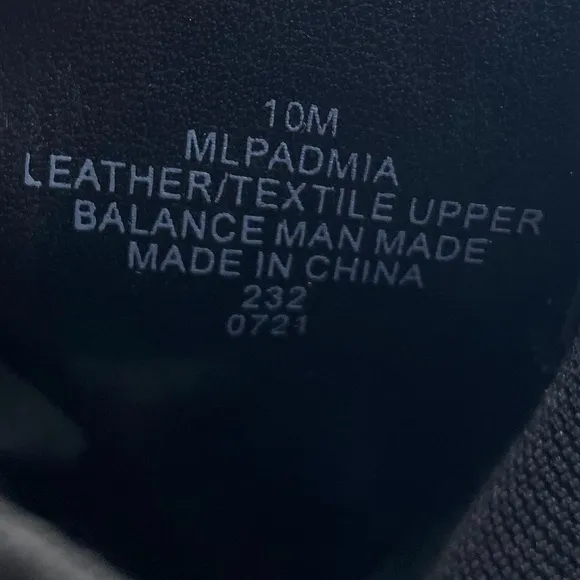 10M
MLPADMIA
LEATHER/TEXTILE UPPER
BALANCE MAN MADE
MADE IN CHINA
232
0721